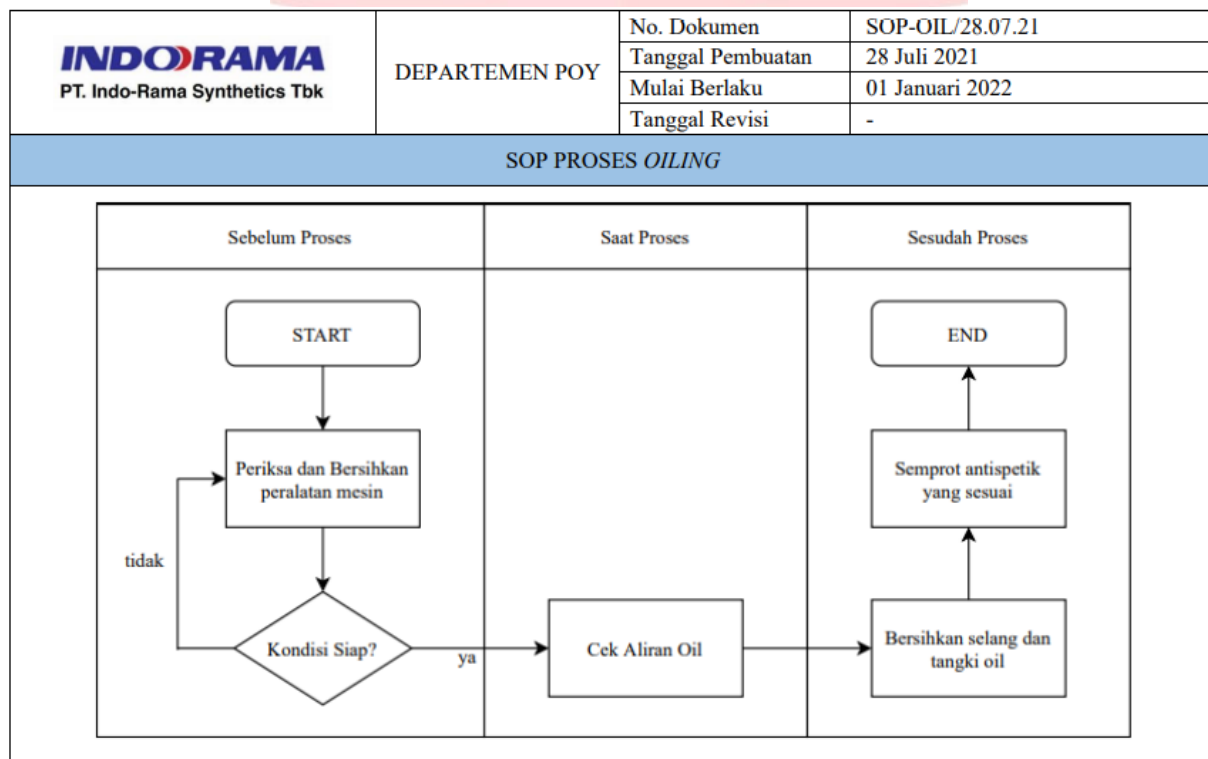 INDORAMA
PT. Indo-Rama Synthetics Tbk
DEPARTEMEN POY
No. Dokumen SOP-OIL/28.07.21
Tanggal Pembuatan 28 Juli 2021
Mulai Berlaku 01 Januari 2022
Tanggal Revisi -
SOP PROSES OILING
Sebelum Proses
Saat Proses
Sesudah Proses
START
Periksa dan Bersihkan
peralatan mesin
tidak
Kondisi Siap?
ya
Cek Aliran Oil
Bersihkan selang dan
tangki oil
Semprot antispetik
yang sesuai
END